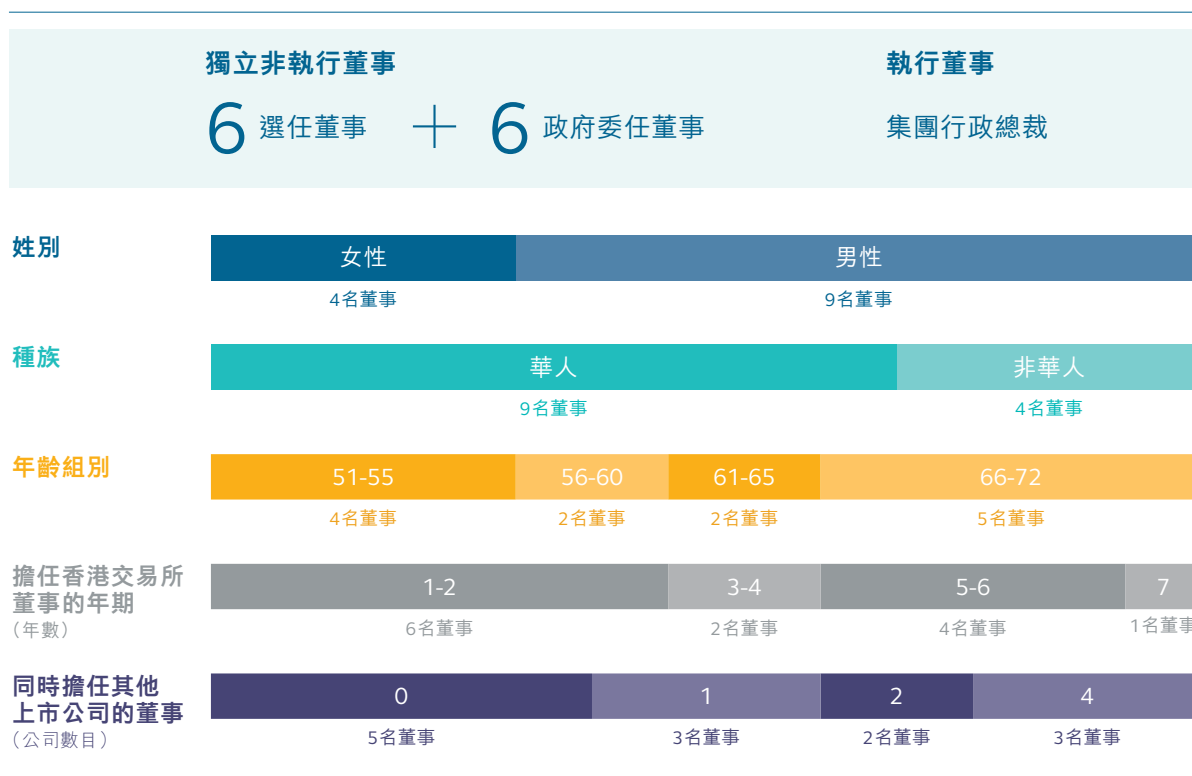 獨立非執行董事
執行董事
6 選任董事 + 6 政府委任董事
集團行政總裁
姓別
女性
男性
4名董事
9名董事
種族
華人
非華人
9名董事
4名董事
年齡組別
51-55
56-60
61-65
66-72
4名董事
2名董事
2名董事
5名董事
擔任香港交易所
董事的年期
(年數)
1-2
3-4
5-6
7
6名董事
2名董事
4名董事
1名董事
同時擔任其他
上市公司的董事
(公司數目)
0
1
2
4
5名董事
3名董事
2名董事
3名董事